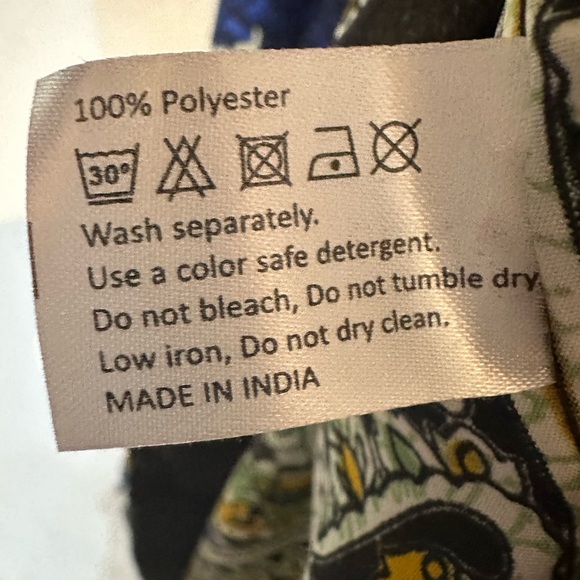 100% Polyester
30°
Wash separately.
Use a color safe detergent.
Do not bleach, Do not tumble dry.
Low iron, Do not dry clean.
MADE IN INDIA